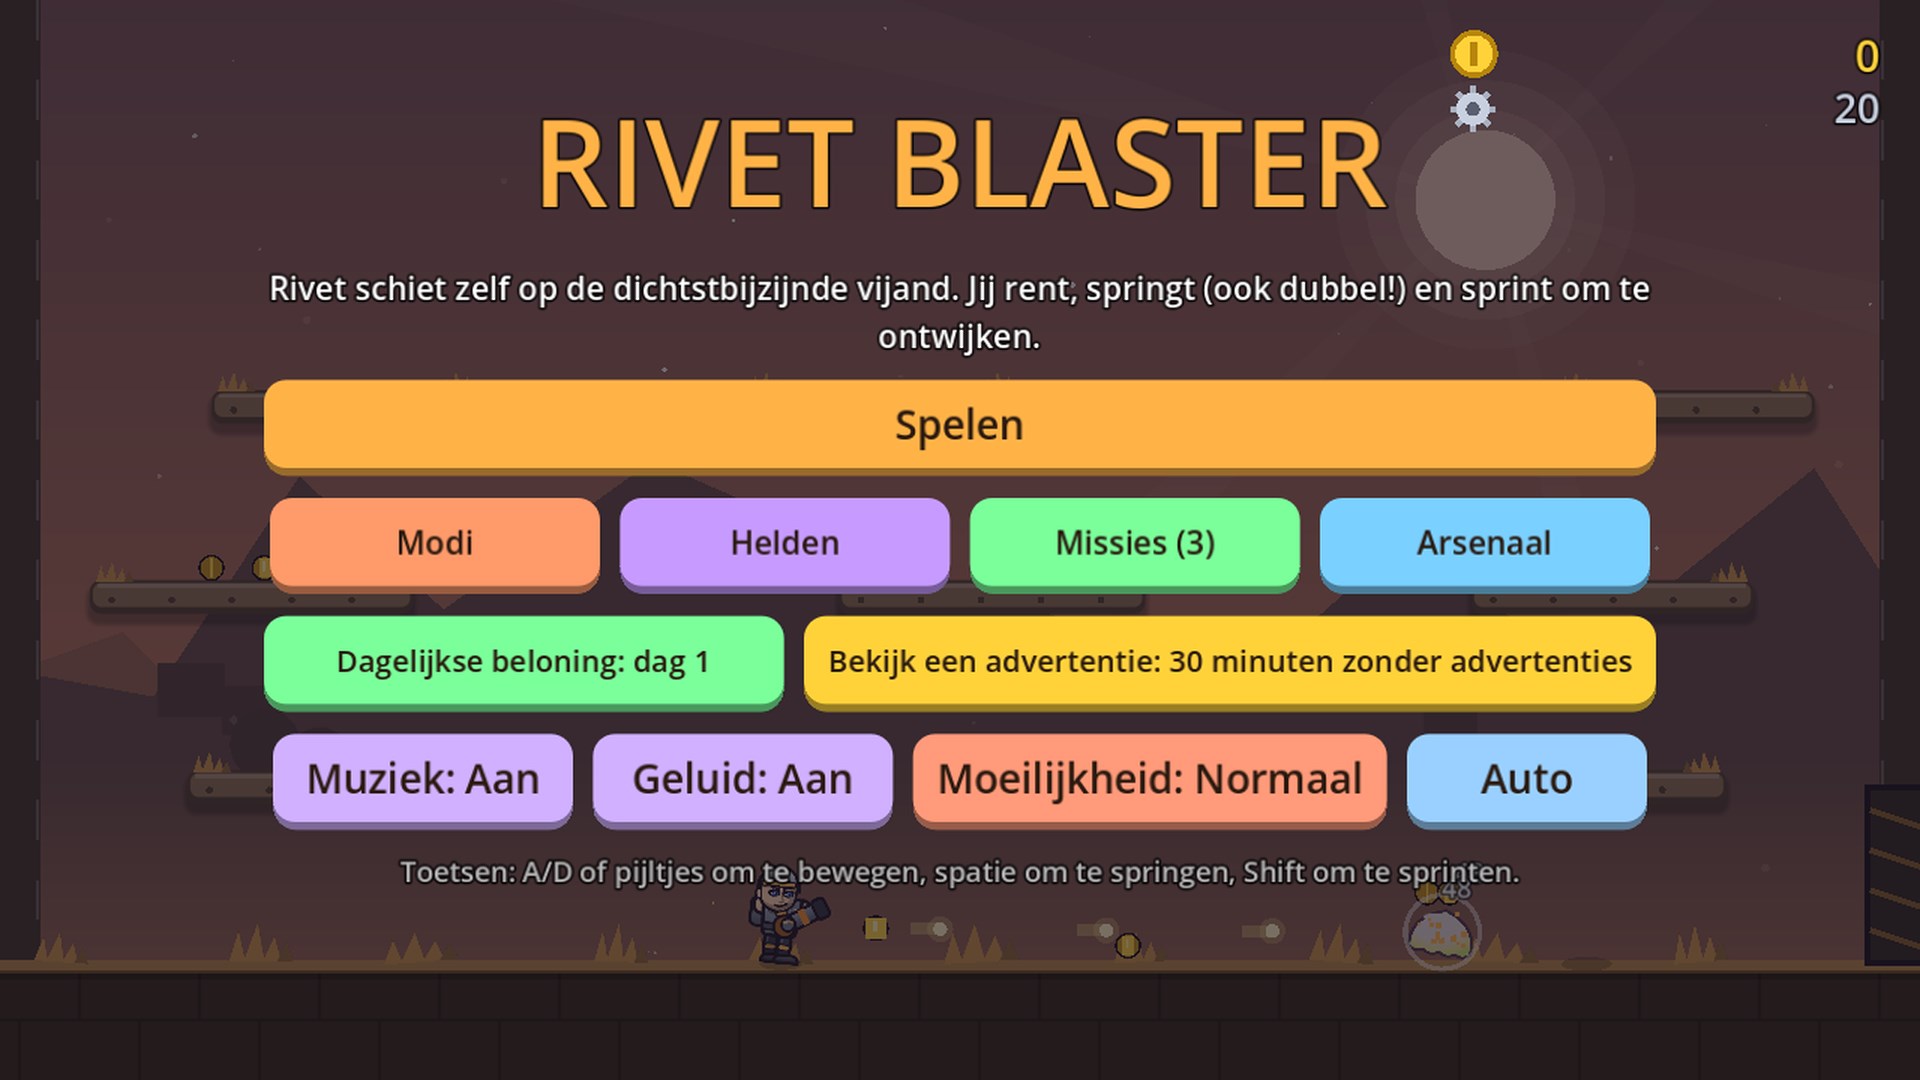 0
20
RIVET BLASTER
Rivet schiet zelf op de dichtstbijzijnde vijand. Jij rent, springt (ook dubbel!) en sprint om te
ontwijken.
Spelen
Modi
Helden
Missies (3)
Arsenaal
Dagelijkse beloning: dag 1
Bekijk een advertentie: 30 minuten zonder advertenties
Muziek: Aan
Geluid: Aan
Moeilijkheid: Normaal
Auto
Toetsen: A/D of pijltjes om te bewegen, spatie om te springen, Shift om te sprinten.
48